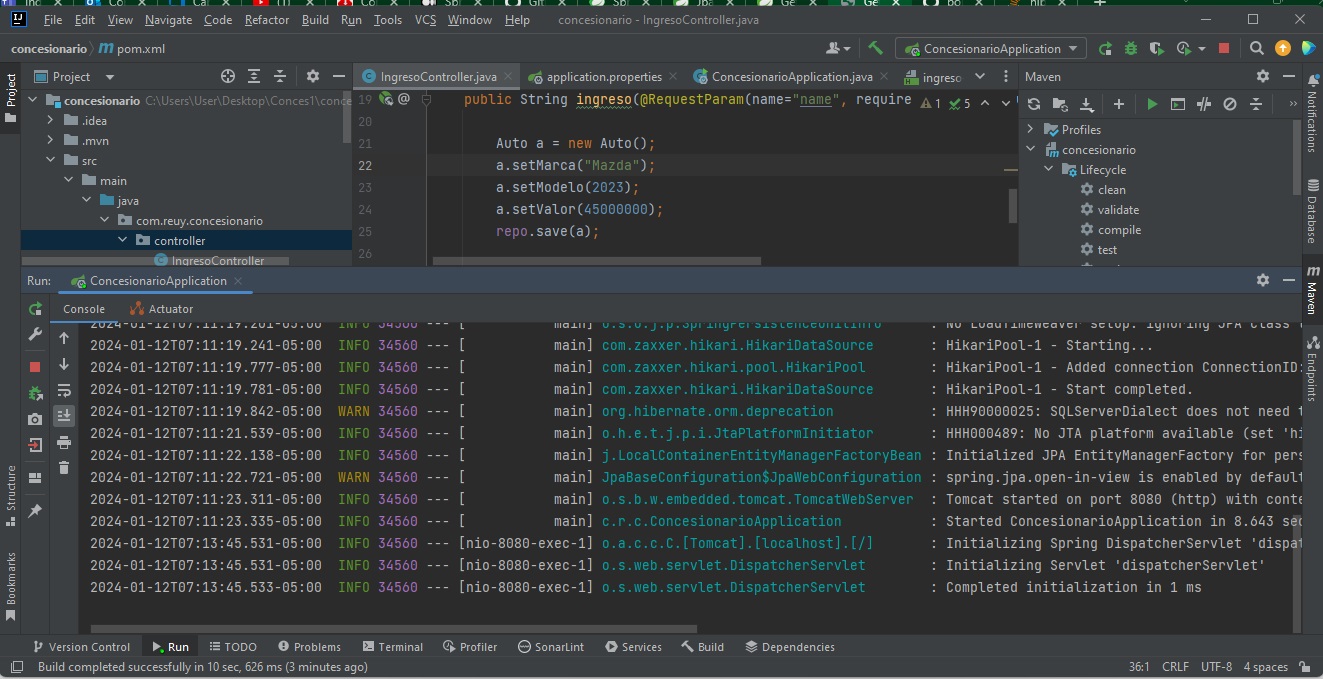 File Edit View Navigate Code Refactor Build Run Tools VCS Window Help concesionario - IngresoController.java
concesionario pom.xml ConcesionarioApplication
Project
Project
IngresoController.java application.properties ConcesionarioApplication.java ingreso
Maven
concesionario C:\Users\User\Desktop\Conces1\conce
.idea
.mvn
src
main
java
com.reuy.concesionario
controller
IngresoController
19 public String ingreso(@RequestParam(name="name", require
1 5
20
21 Auto a = new Auto();
22 a.setMarca("Mazda");
23 a.setModelo(2023);
24 a.setValor(45000000);
25 repo.save(a);
26
Profiles
concesionario
Lifecycle
clean
validate
compile
test
Notifications
Database
Maven
Endpoints
Run: ConcesionarioApplication
Console Actuator
2024-01-12T07:11:19.201-05:00 INFO 34560 --- [ main] o.s.o.j.p.SpringPersistenceUnitInfo : No LoadTimeWeaver setup: ignoring JPA class
2024-01-12T07:11:19.241-05:00 INFO 34560 --- [ main] com.zaxxer.hikari.HikariDataSource : HikariPool-1 - Starting...
2024-01-12T07:11:19.777-05:00 INFO 34560 --- [ main] com.zaxxer.hikari.pool.HikariPool : HikariPool-1 - Added connection ConnectionID:
2024-01-12T07:11:19.781-05:00 INFO 34560 --- [ main] com.zaxxer.hikari.HikariDataSource : HikariPool-1 - Start completed.
2024-01-12T07:11:19.842-05:00 WARN 34560 --- [ main] org.hibernate.orm.deprecation : HHH90000025: SQLServerDialect does not need t
2024-01-12T07:11:21.539-05:00 INFO 34560 --- [ main] o.h.e.t.j.p.i.JtaPlatformInitiator : HHH000489: No JTA platform available (set 'hi
2024-01-12T07:11:22.138-05:00 INFO 34560 --- [ main] j.LocalContainerEntityManagerFactoryBean : Initialized JPA EntityManagerFactory for pers
2024-01-12T07:11:22.721-05:00 WARN 34560 --- [ main] JpaBaseConfiguration$JpaWebConfiguration : spring.jpa.open-in-view is enabled by default
2024-01-12T07:11:23.311-05:00 INFO 34560 --- [ main] o.s.b.w.embedded.tomcat.TomcatWebServer : Tomcat started on port 8080 (http) with conte
2024-01-12T07:11:23.335-05:00 INFO 34560 --- [ main] c.r.c.ConcesionarioApplication : Started ConcesionarioApplication in 8.643 sec
2024-01-12T07:13:45.531-05:00 INFO 34560 --- [nio-8080-exec-1] o.a.c.c.C.[Tomcat].[localhost].[/] : Initializing Spring DispatcherServlet 'dispat
2024-01-12T07:13:45.531-05:00 INFO 34560 --- [nio-8080-exec-1] o.s.web.servlet.DispatcherServlet : Initializing Servlet 'dispatcherServlet'
2024-01-12T07:13:45.533-05:00 INFO 34560 --- [nio-8080-exec-1] o.s.web.servlet.DispatcherServlet : Completed initialization in 1 ms
Structure
Bookmarks
Version Control Run TODO Problems Terminal Profiler SonarLint Services Build Dependencies
Build completed successfully in 10 sec, 626 ms (3 minutes ago) 36:1 CRLF UTF-8 4 spaces